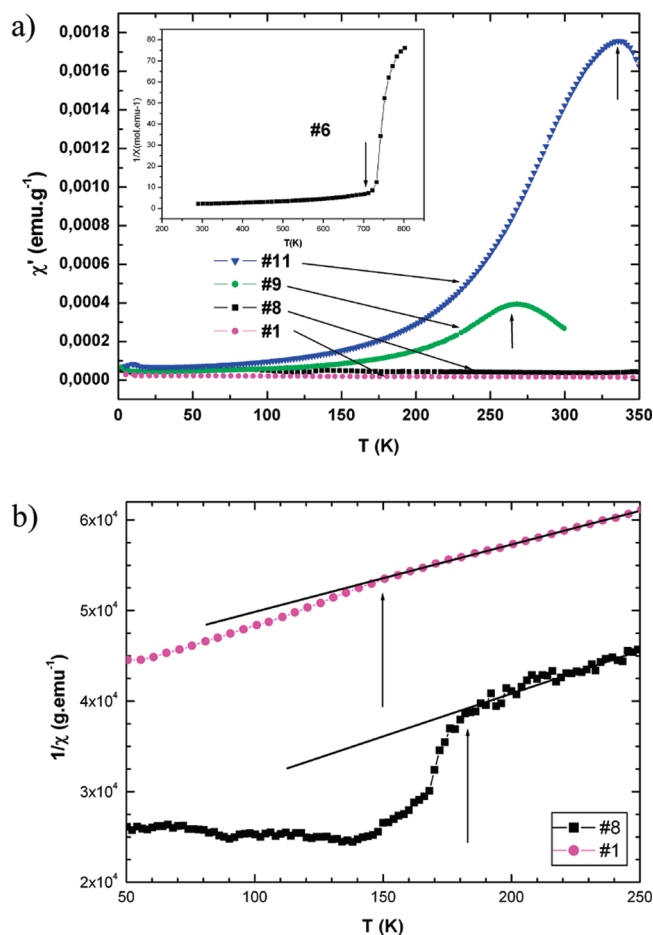 a)
0,0018
0,0016
0,0014
0,0012
0,0010
0,0008
0,0006
0,0004
0,0002
0,0000
χ' (emu.g⁻¹)
80
70
60
50
40
30
20
10
0
1/X(mol.emu-1)
#6
200 300 400 500 600 700 800
T(K)
#11
#9
#8
#1
0 50 100 150 200 250 300 350
T (K)
b)
6x10⁴
5x10⁴
4x10⁴
3x10⁴
2x10⁴
1/χ (g.emu⁻¹)
#8
#1
50 100 150 200 250
T (K)